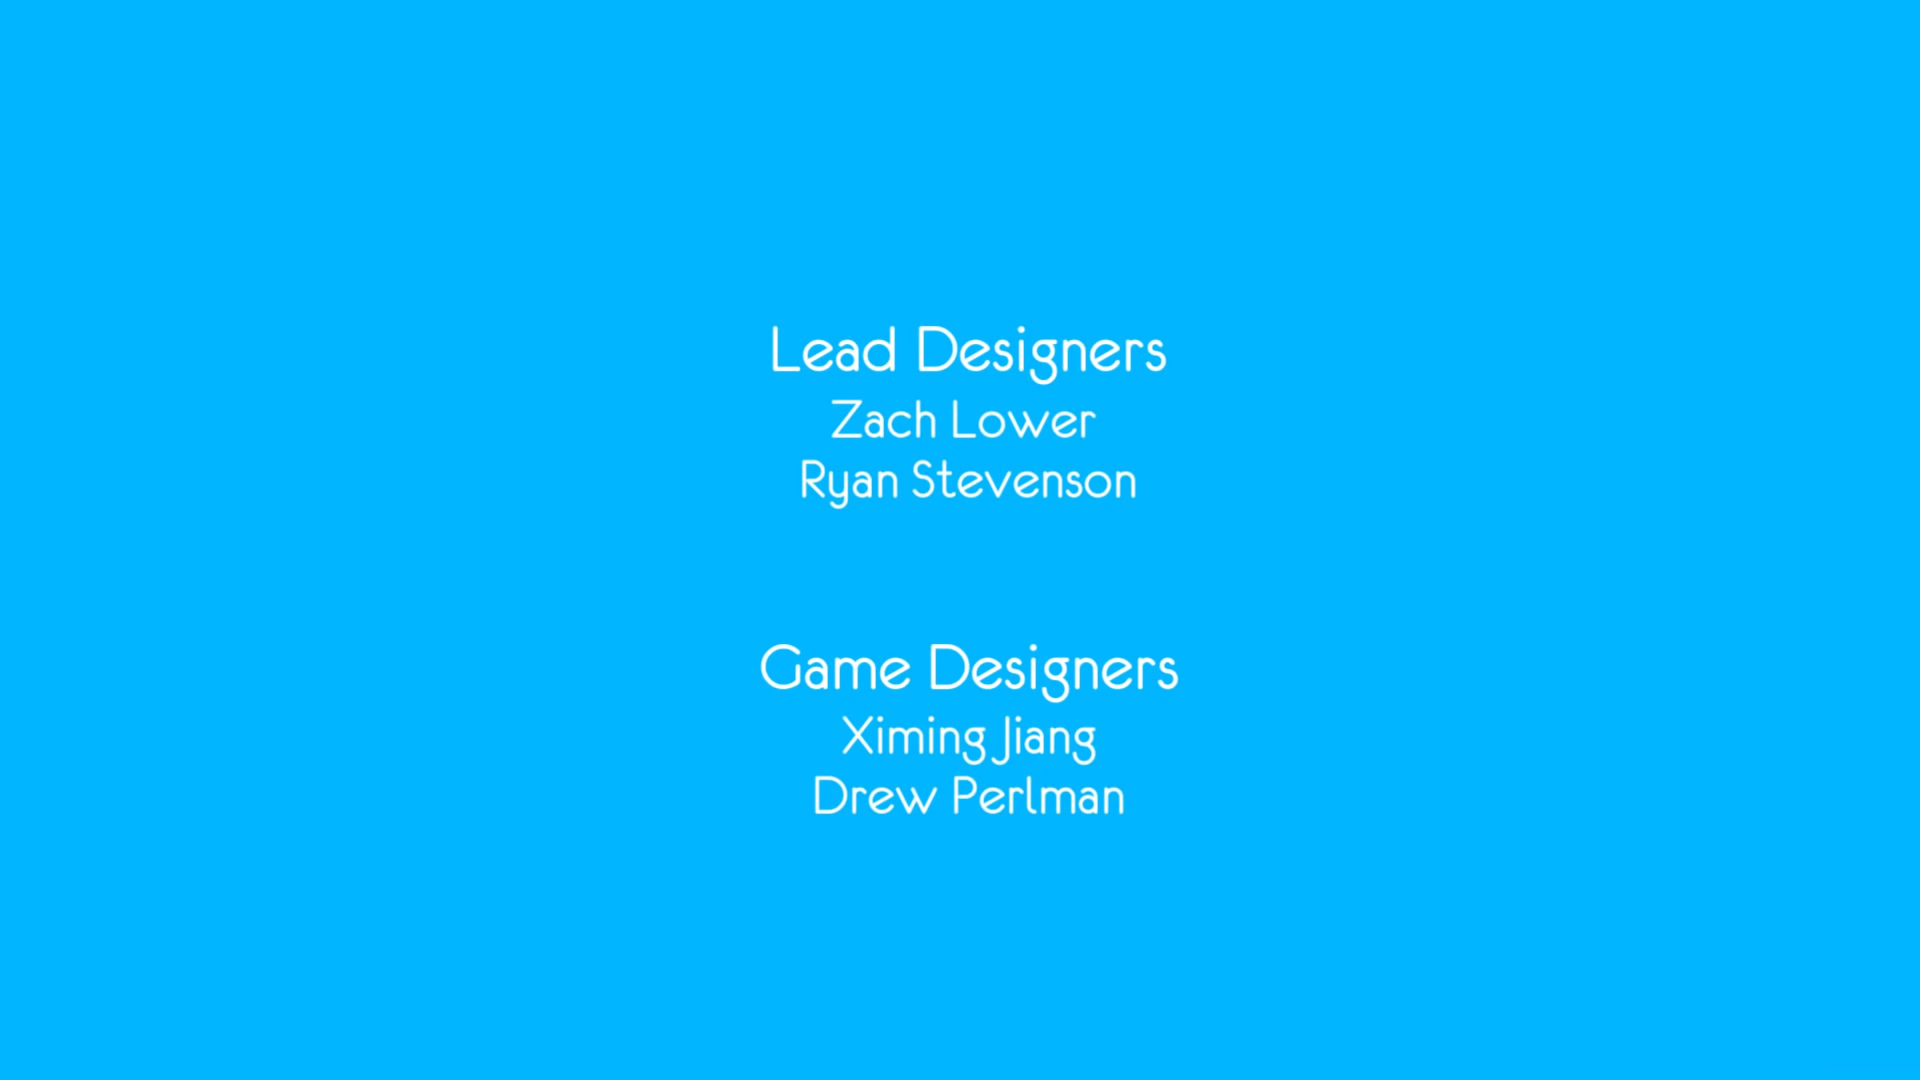 Lead Designers
Zach Lower
Ryan Stevenson
Game Designers
Ximing Jiang
Drew Perlman